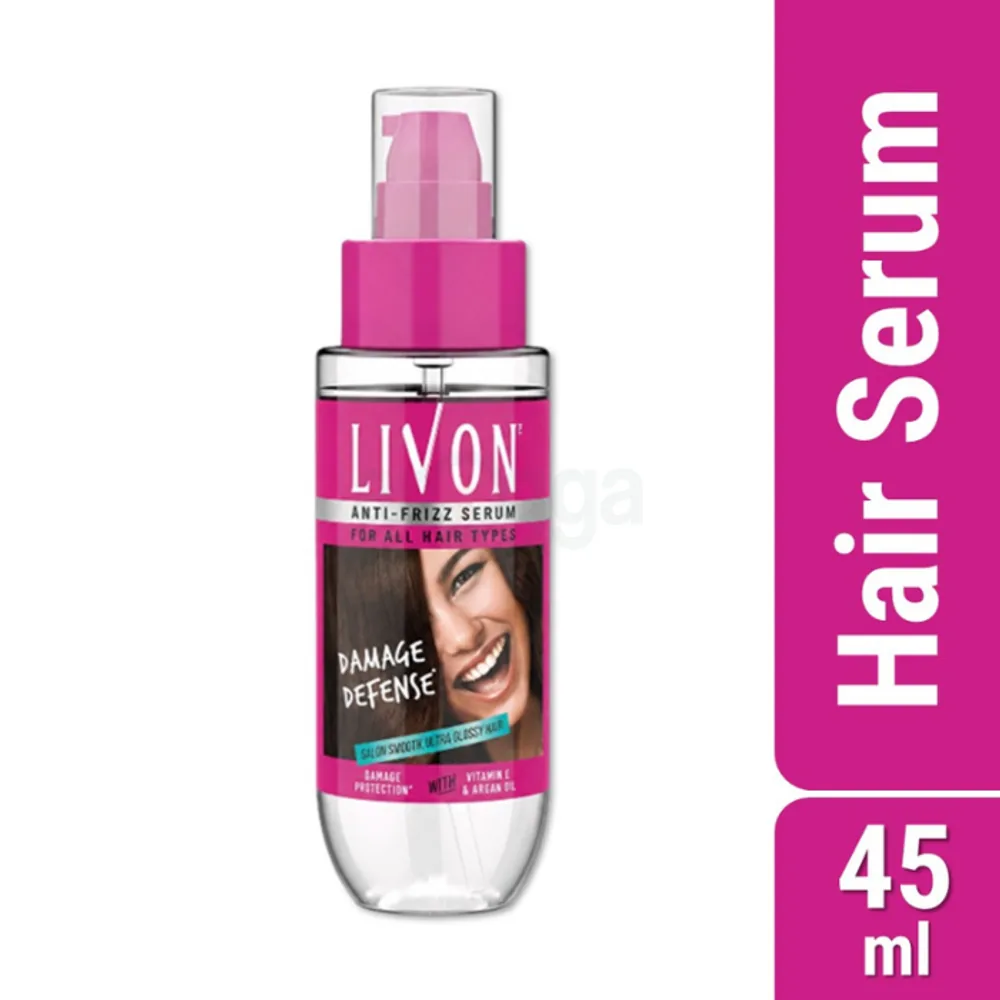 LIVON
ANTI-FRIZZ SERUM
FOR ALL HAIR TYPES
DAMAGE
DEFENSE*
SALON SMOOTH, ULTRA GLOSSY HAIR
DAMAGE
PROTECTION*
WITH
VITAMIN E
& ARGAN OIL
Hair Serum
45
ml